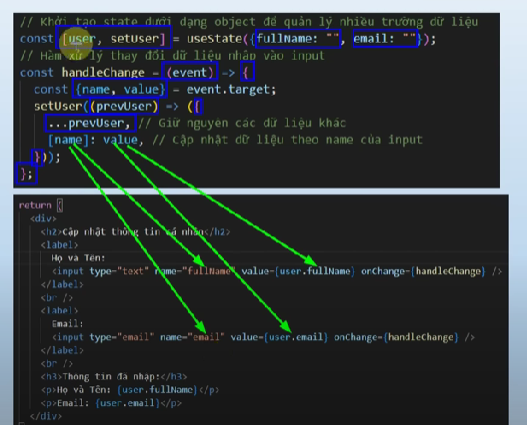 // Khởi tạo state dưới dạng object để quản lý nhiều trường dữ liệu
const [user, setUser] = useState({fullName: "", email: ""});
// Hàm xử lý thay đổi dữ liệu nhập vào input
const handleChange = (event) => {
const {name, value} = event.target;
setUser((prevUser) => ({
...prevUser, // Giữ nguyên các dữ liệu khác
[name]: value, // Cập nhật dữ liệu theo name của input
}));
};
return (
<div>
<h2>Cập nhật thông tin cá nhân</h2>
<label>
Họ và Tên:
<input type="text" name="fullName" value={user.fullName} onChange={handleChange} />
</label>
<br />
<label>
Email:
<input type="email" name="email" value={user.email} onChange={handleChange} />
</label>
<br />
<h3>Thông tin đã nhập:</h3>
<p>Họ và Tên: {user.fullName}</p>
<p>Email: {user.email}</p>
</div>